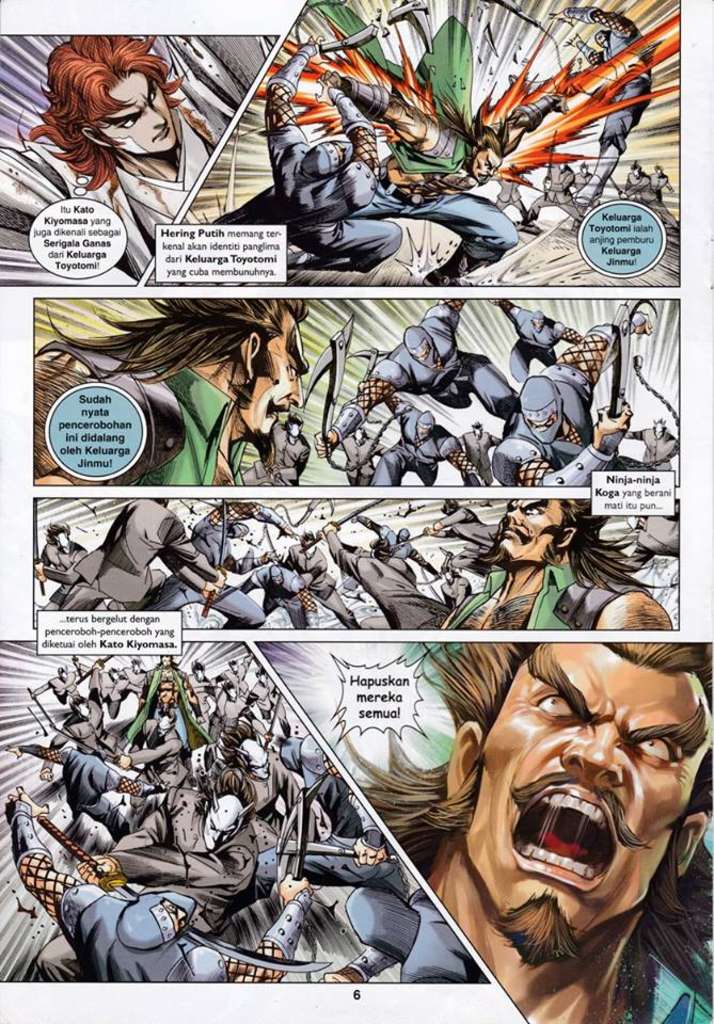 Itu Kato
Kiyomasa yang
juga dikenali sebagai
Serigala Ganas
dari Keluarga
Toyotomi!
Hering Putih memang ter-
kenal akan identiti panglima
dari Keluarga Toyotomi
yang cuba membunuhnya.
Keluarga
Toyotomi ialah
anjing pemburu
Keluarga
Jinmu!
Sudah
nyata
pencerobohan
ini didalang
oleh Keluarga
Jinmu!
Ninja-ninja
Koga yang berani
mati itu pun...
...terus bergelut dengan
penceroboh-penceroboh yang
diketuai oleh Kato Kiyomasa.
Hapuskan
mereka
semua!
6